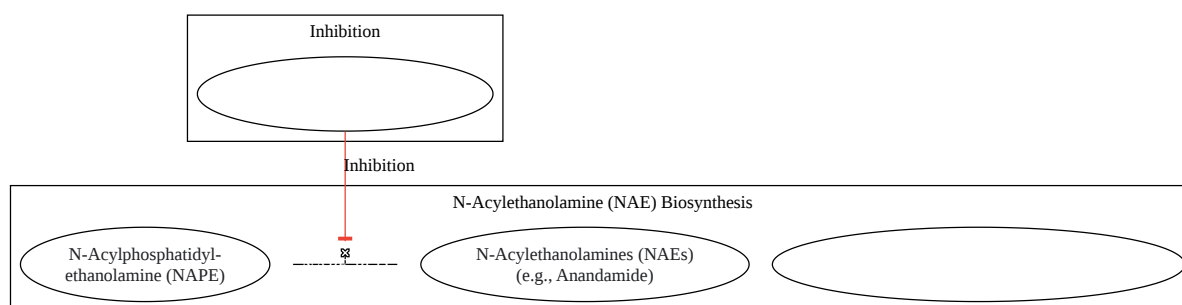 Inhibition
Inhibition
N-Acylethanolamine (NAE) Biosynthesis
N-Acylphosphatidyl-
ethanolamine (NAPE)
N-Acylethanolamines (NAEs)
(e.g., Anandamide)